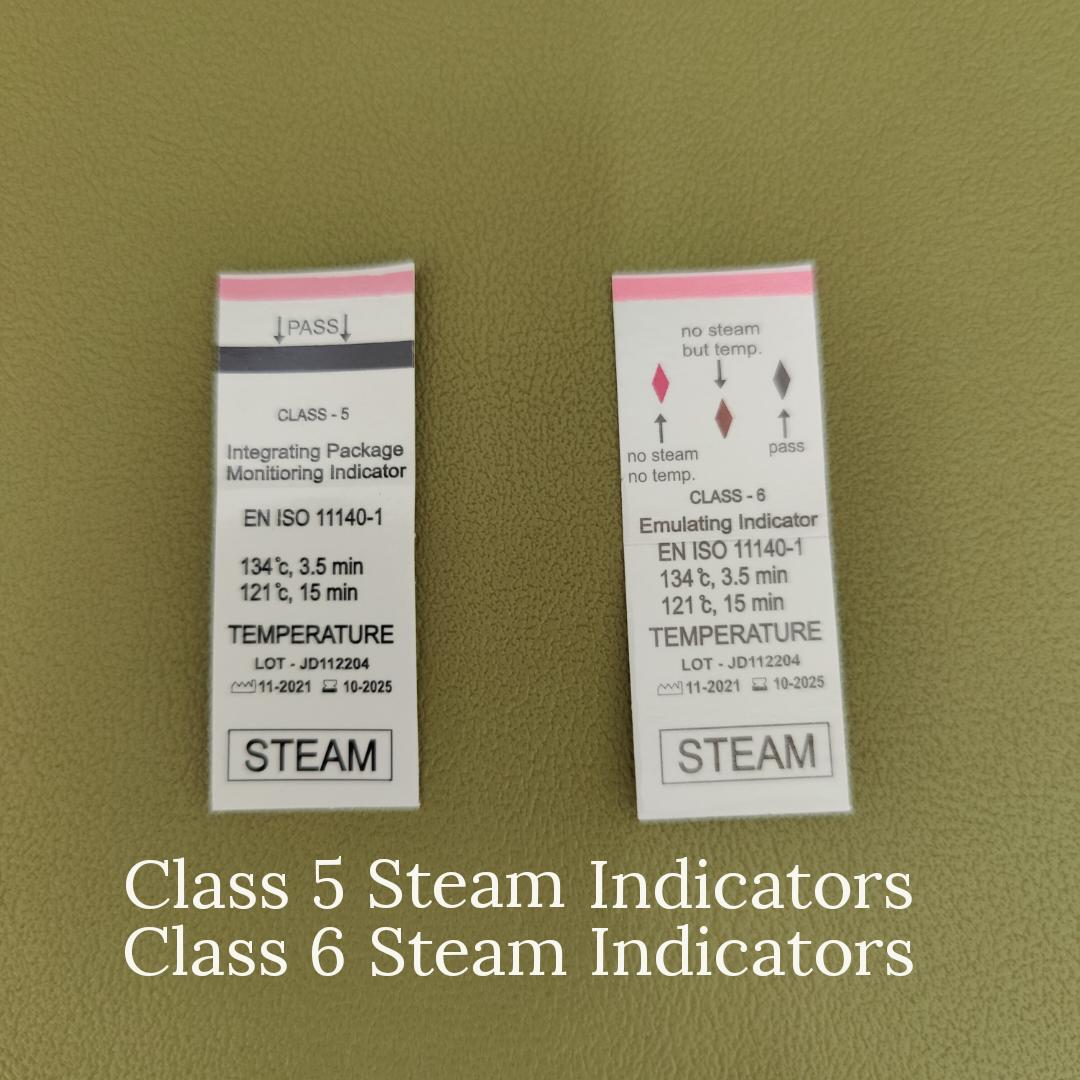 ↓PASS↓
CLASS - 5
Integrating Package
Monitioring Indicator
EN ISO 11140-1
134℃, 3.5 min
121℃, 15 min
TEMPERATURE
LOT - JD112204
11-2021 10-2025
STEAM
no steam
but temp.
no steam
no temp.
pass
CLASS - 6
Emulating Indicator
EN ISO 11140-1
134℃, 3.5 min
121℃, 15 min
TEMPERATURE
LOT - JD112204
11-2021 10-2025
STEAM
Class 5 Steam Indicators
Class 6 Steam Indicators